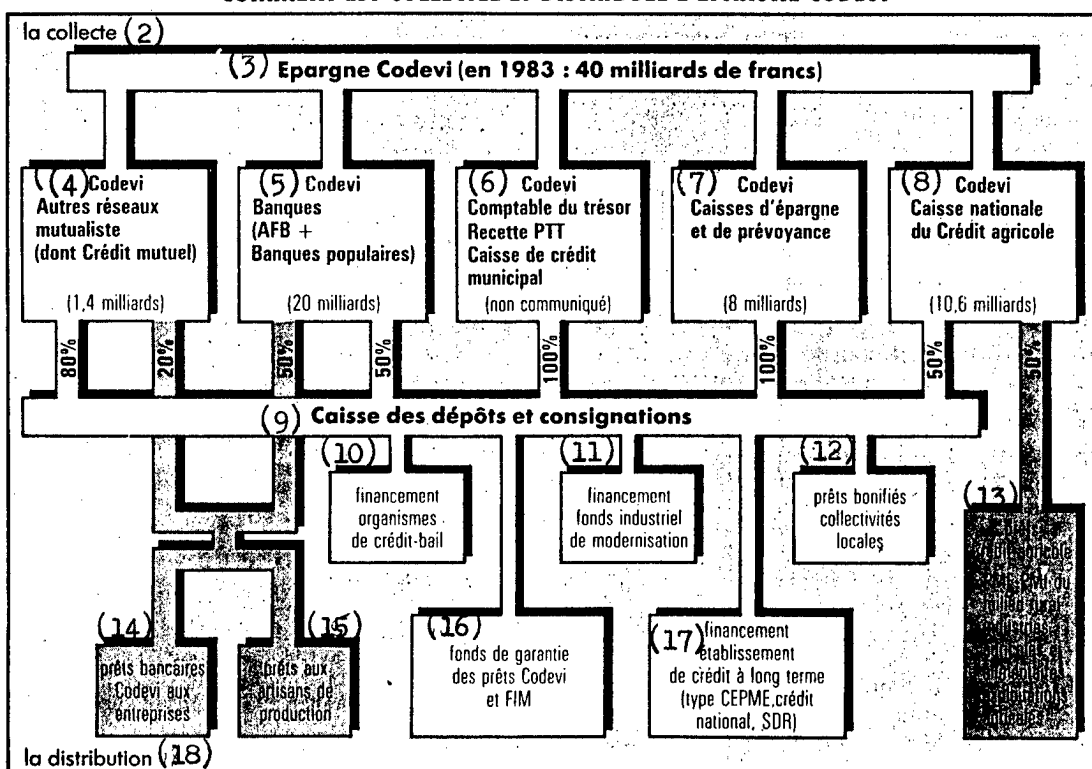 la collecte (2)
(3) Epargne Codevi (en 1983 : 40 milliards de francs)
(4) Codevi
Autres réseaux
mutualiste
(dont Crédit mutuel)
(1,4 milliards)
(5) Codevi
Banques
(AFB +
Banques populaires)
(20 milliards)
(6) Codevi
Comptable du trésor
Recette PTT
Caisse de crédit
municipal
(non communiqué)
(7) Codevi
Caisses d'épargne
et de prévoyance
(8 milliards)
(8) Codevi
Caisse nationale
du Crédit agricole
(10,6 milliards)
80%
20%
50%
50%
100%
100%
50%
50%
(9) Caisse des dépôts et consignations
(10)
financement
organismes
de crédit-bail
(11)
financement
fonds industriel
de modernisation
(12)
prêts bonifiés
collectivités
locales
(13)
agricole
PMI ou
milieu rural
industries
(14)
prêts bancaires
Codevi aux
entreprises
(15)
prêts aux
artisans de
production
(16)
fonds de garantie
des prêts Codevi
et FIM
(17) financement
établissement
de crédit à long terme
(type CEPME, crédit
national, SDR)
la distribution (18)